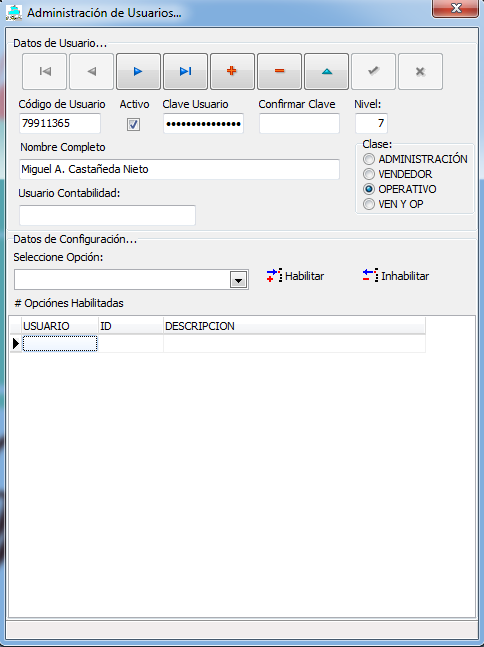 Administración de Usuarios...
Datos de Usuario...
Código de Usuario Activo Clave Usuario Confirmar Clave Nivel:
79911365 ••••••••••••••• 7
Nombre Completo
Miguel A. Castañeda Nieto
Usuario Contabilidad:
Clase:
ADMINISTRACIÓN
VENDEDOR
OPERATIVO
VEN Y OP
Datos de Configuración...
Seleccione Opción:
Habilitar Inhabilitar
# Opciónes Habilitadas
USUARIO ID DESCRIPCION